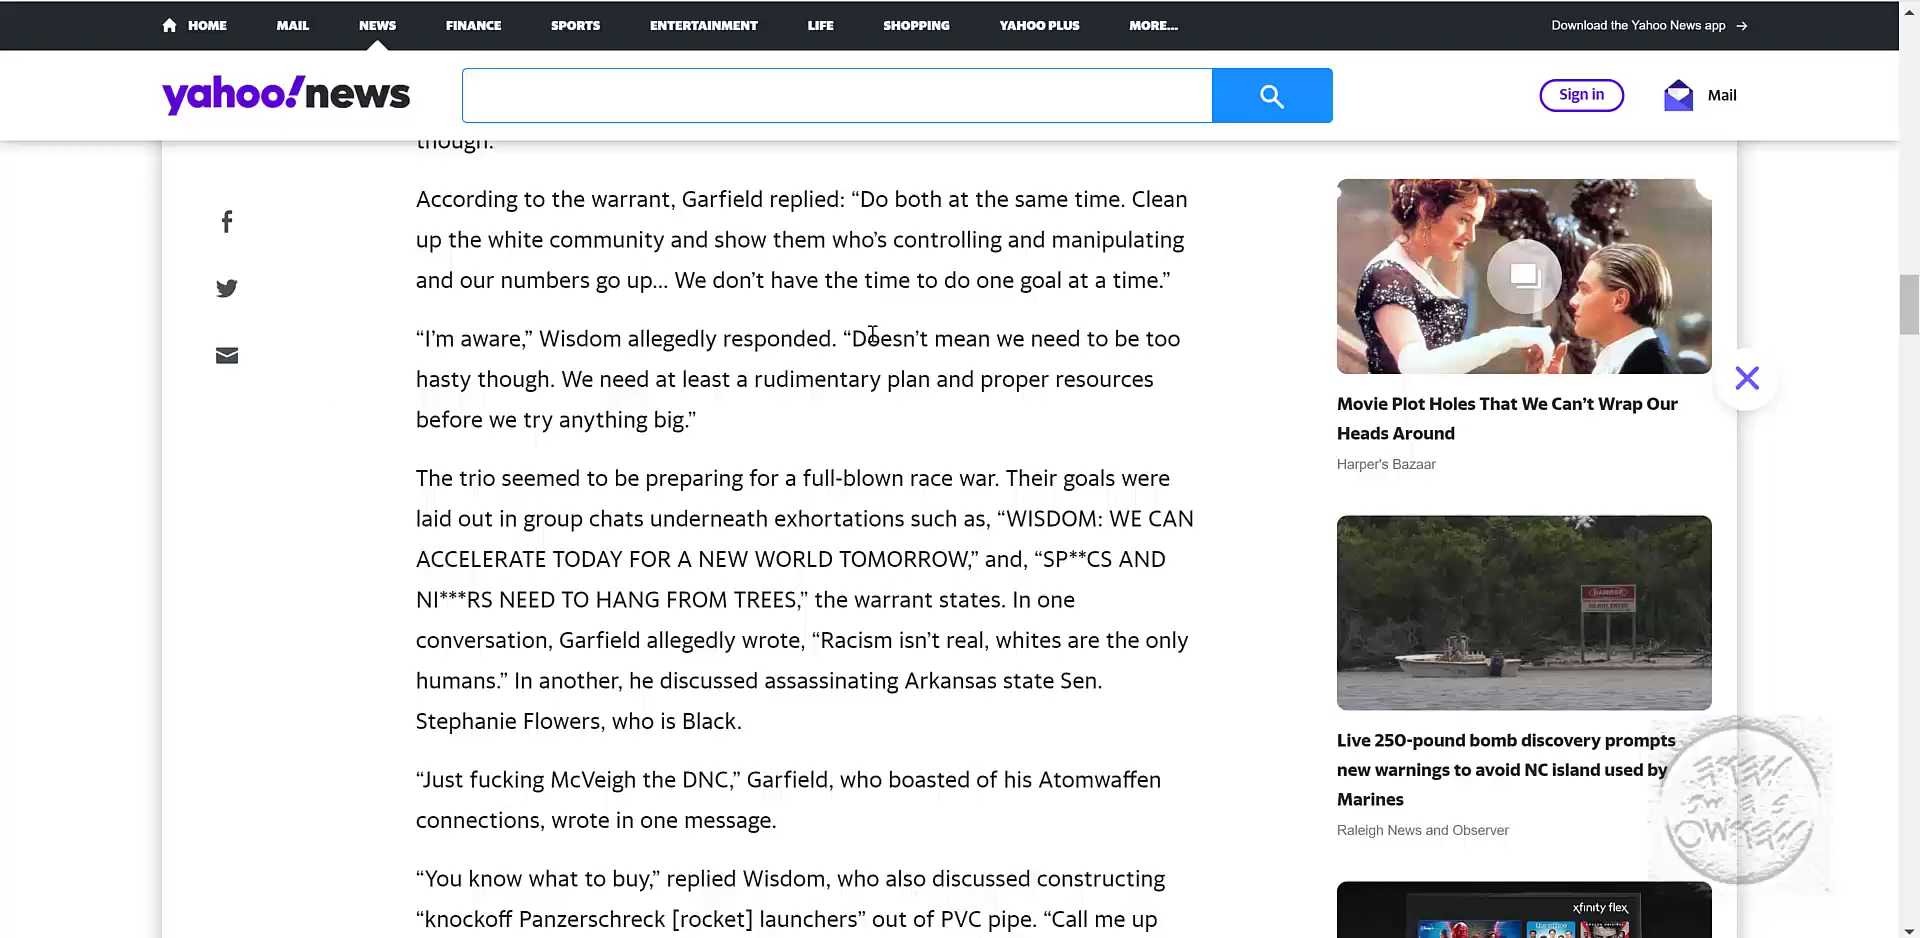 HOME MAIL NEWS FINANCE SPORTS ENTERTAINMENT LIFE SHOPPING YAHOO PLUS MORE... Download the Yahoo News app →
yahoo!news
Sign in
Mail
though.
According to the warrant, Garfield replied: “Do both at the same time. Clean
up the white community and show them who’s controlling and manipulating
and our numbers go up... We don’t have the time to do one goal at a time.”
“I’m aware,” Wisdom allegedly responded. “Doesn’t mean we need to be too
hasty though. We need at least a rudimentary plan and proper resources
before we try anything big.”
The trio seemed to be preparing for a full-blown race war. Their goals were
laid out in group chats underneath exhortations such as, “WISDOM: WE CAN
ACCELERATE TODAY FOR A NEW WORLD TOMORROW,” and, “SP**CS AND
NI***RS NEED TO HANG FROM TREES,” the warrant states. In one
conversation, Garfield allegedly wrote, “Racism isn’t real, whites are the only
humans.” In another, he discussed assassinating Arkansas state Sen.
Stephanie Flowers, who is Black.
“Just fucking McVeigh the DNC,” Garfield, who boasted of his Atomwaffen
connections, wrote in one message.
“You know what to buy,” replied Wisdom, who also discussed constructing
“knockoff Panzerschreck [rocket] launchers” out of PVC pipe. “Call me up
Movie Plot Holes That We Can’t Wrap Our
Heads Around
Harper's Bazaar
DANGER
Live 250-pound bomb discovery prompts
new warnings to avoid NC island used by
Marines
Raleigh News and Observer
xfinity flex